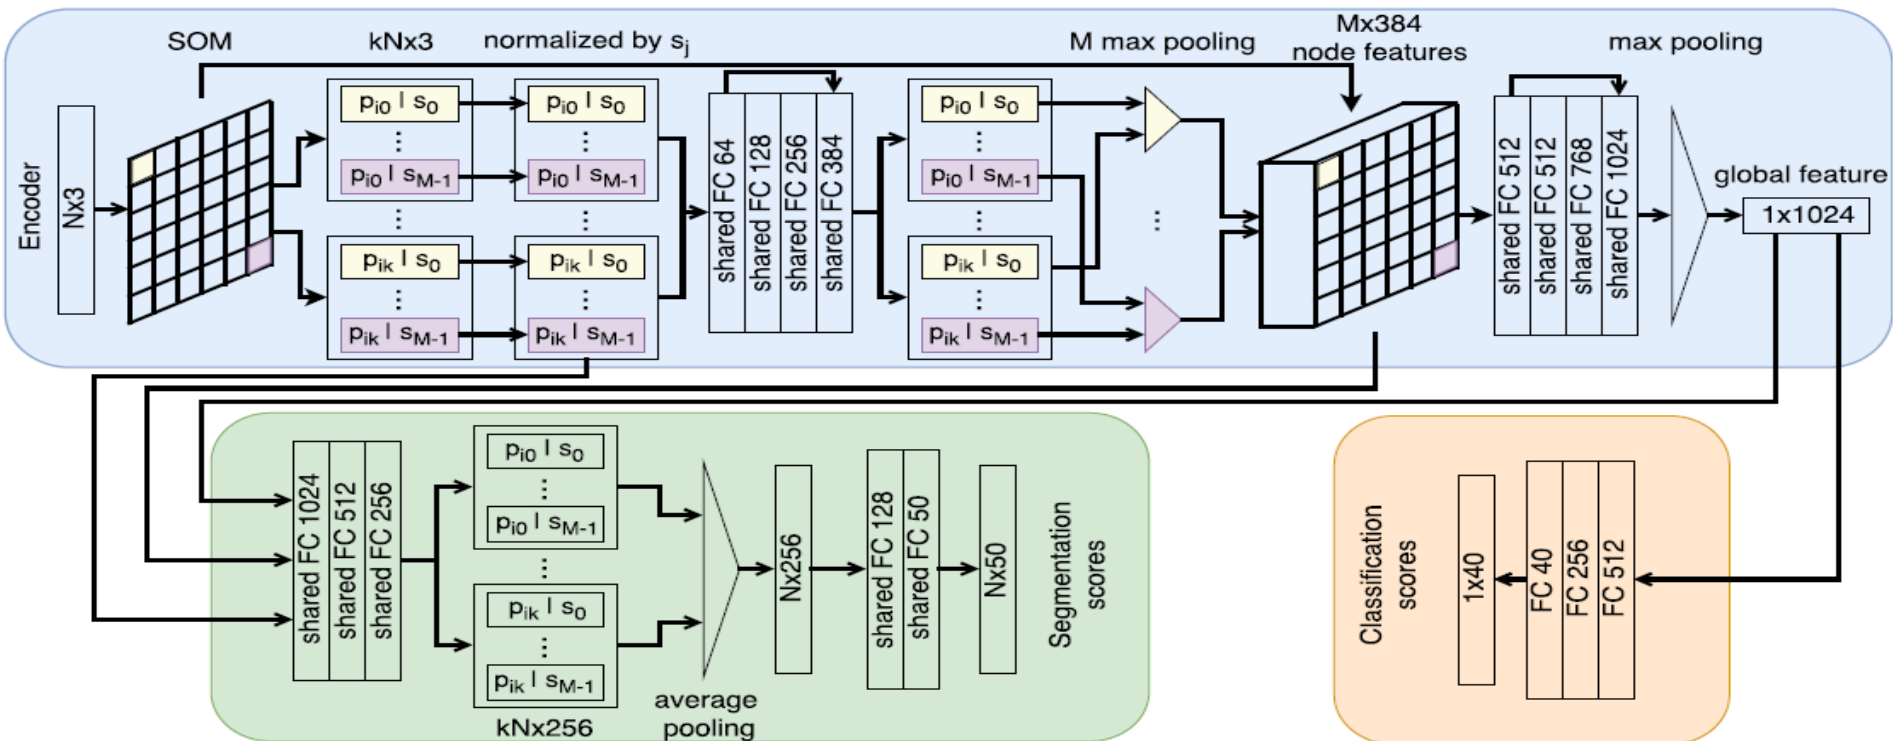 SOM
kNx3
normalized by sj
M max pooling
Mx384
node features
max pooling
Encoder
Nx3
pi0 | s0
...
pi0 | sM-1
...
pik | s0
...
pik | sM-1
pi0 | s0
...
pi0 | sM-1
...
pik | s0
...
pik | sM-1
shared FC 64
shared FC 128
shared FC 256
shared FC 384
pi0 | s0
...
pi0 | sM-1
...
pik | s0
...
pik | sM-1
...
shared FC 512
shared FC 512
shared FC 768
shared FC 1024
global feature
1x1024
shared FC 1024
shared FC 512
shared FC 256
pi0 | s0
...
pi0 | sM-1
...
pik | s0
...
pik | sM-1
kNx256
average
pooling
Nx256
shared FC 128
shared FC 50
Nx50
Segmentation
scores
Classification
scores
1x40
FC 40
FC 256
FC 512